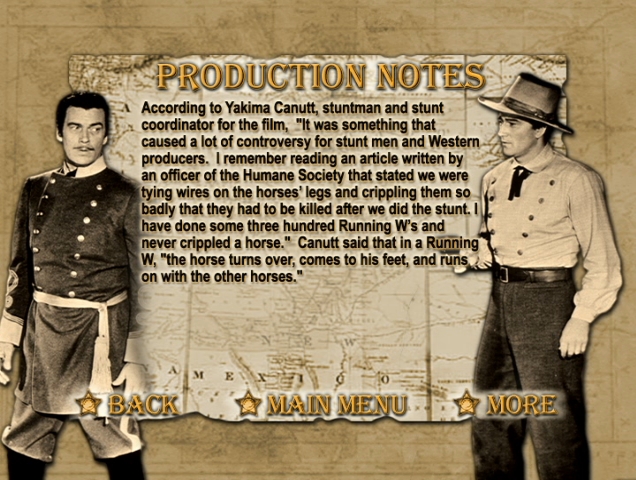 PRODUCTION NOTES
According to Yakima Canutt, stuntman and stunt
coordinator for the film,  "It was something that
caused a lot of controversy for stunt men and Western
producers.  I remember reading an article written by
an officer of the Humane Society that stated we were
tying wires on the horses' legs and crippling them so
badly that they had to be killed after we did the stunt. I
have done some three hundred Running W's and
never crippled a horse."  Canutt said that in a Running
W, "the horse turns over, comes to his feet, and runs
on with the other horses."
N E W
A M E X I C O
BACK
MAIN MENU
MORE